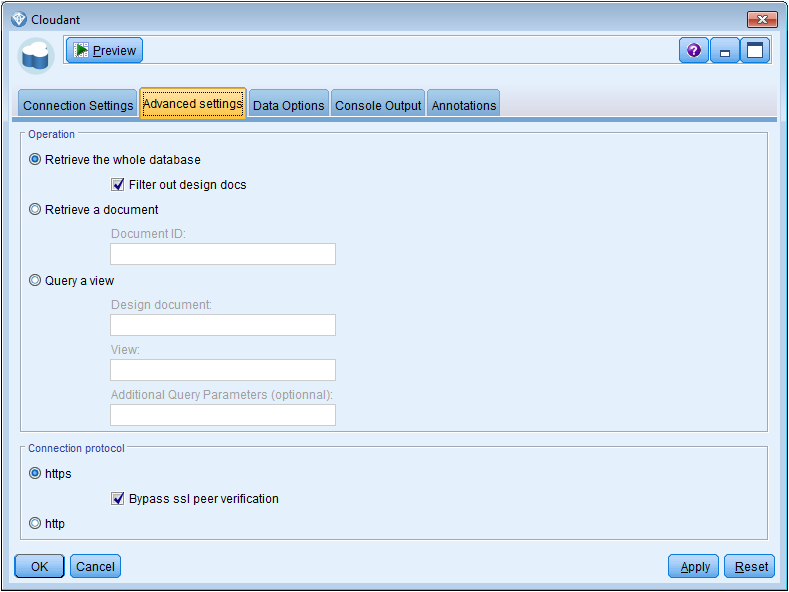 Cloudant
Preview
?
Connection Settings Advanced settings Data Options Console Output Annotations
Operation
Retrieve the whole database
Filter out design docs
Retrieve a document
Document ID:
Query a view
Design document:
View:
Additional Query Parameters (optionnal):
Connection protocol
https
Bypass ssl peer verification
http
OK Cancel Apply Reset